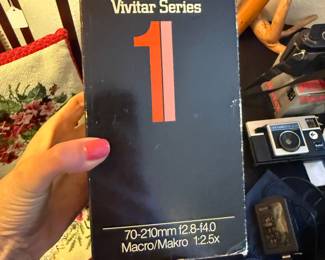 Vivitar Series
1
70-210mm f2.8-f4.0
Macro/Makro 1:2.5x